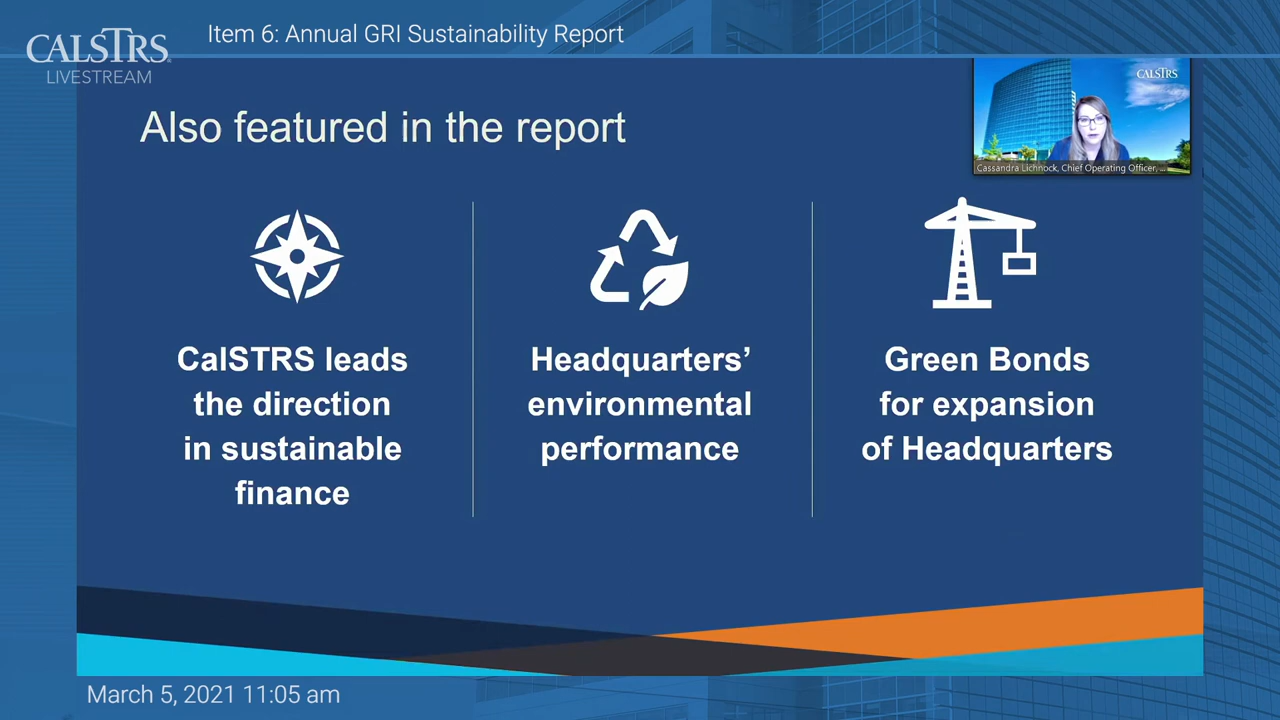 Item 6: Annual GRI Sustainability Report
CALSTRS
LIVESTREAM
Also featured in the report
CALSTRS
Cassandra Lichnock, Chief Operating Officer, ...
CalSTRS leads
the direction
in sustainable
finance
Headquarters’
environmental
performance
Green Bonds
for expansion
of Headquarters
March 5, 2021 11:05 am